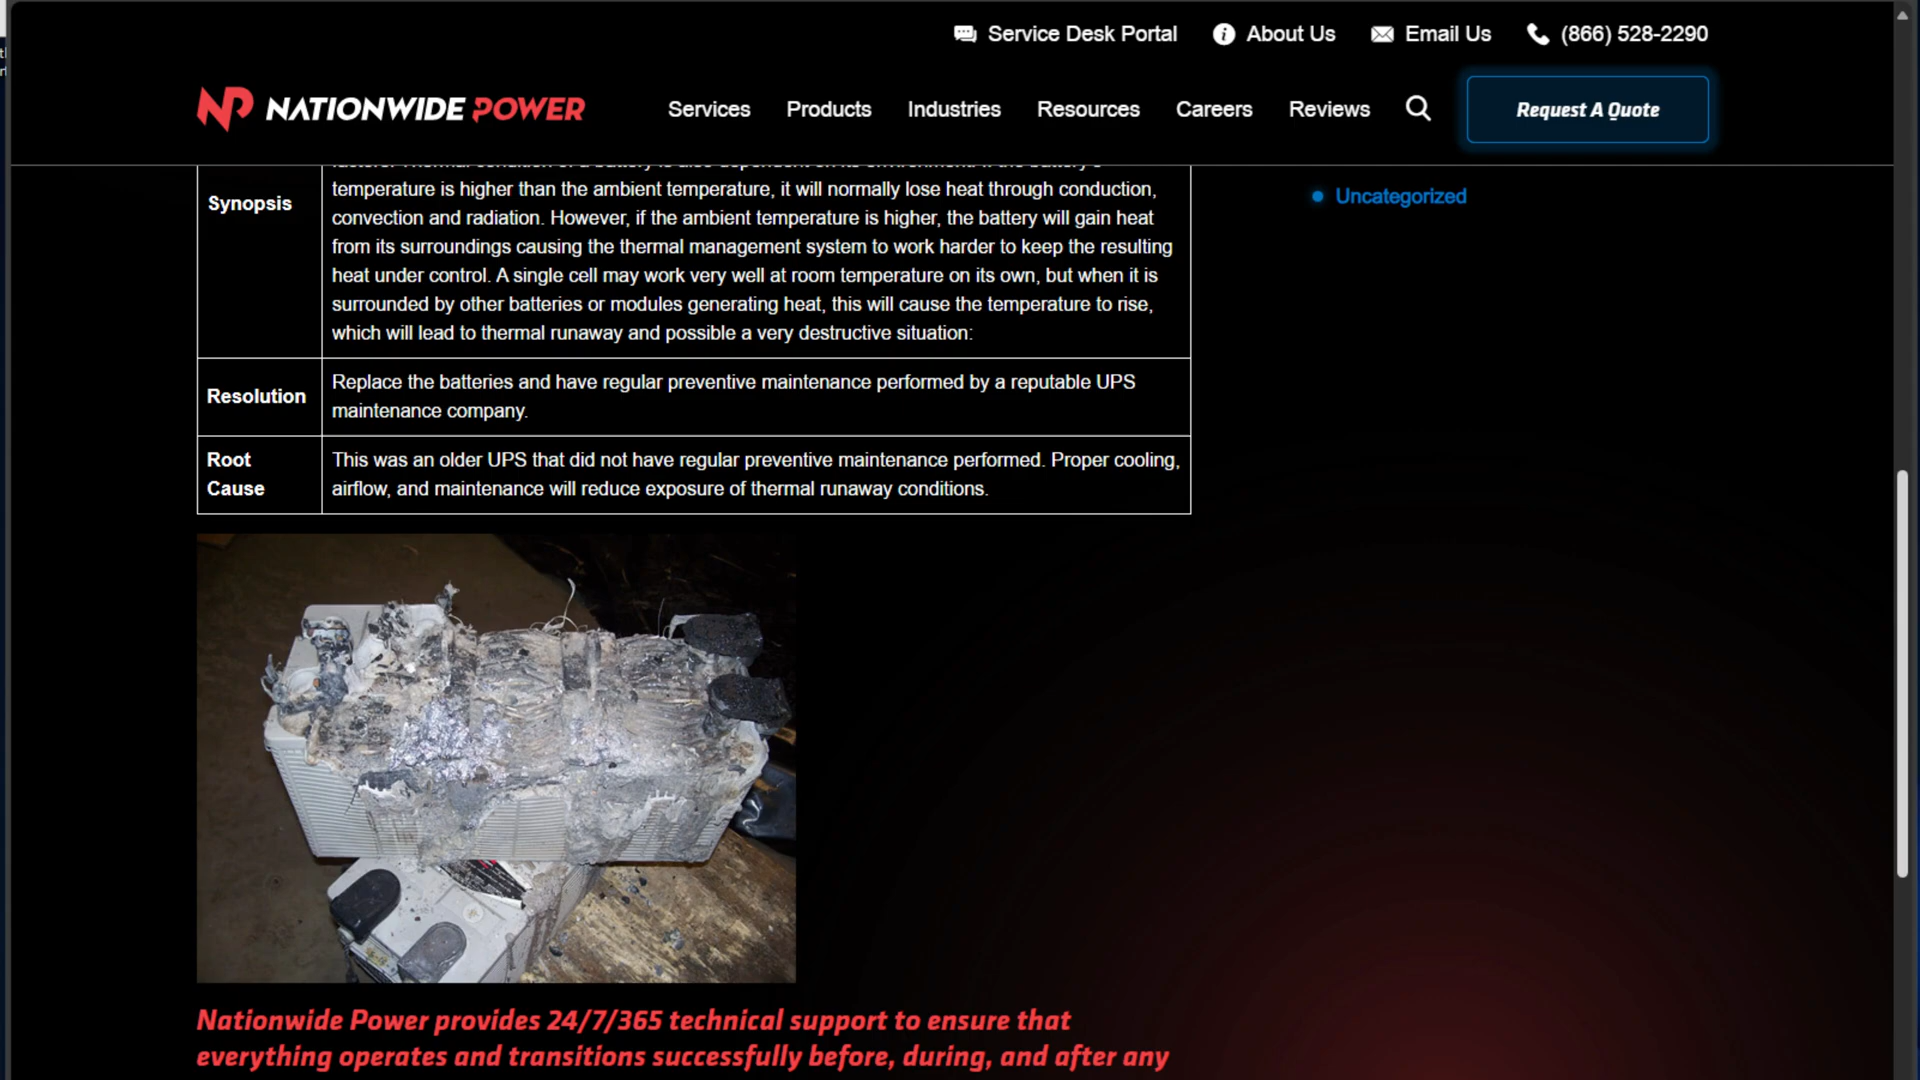 Service Desk Portal
About Us
Email Us
(866) 528-2290
NATIONWIDE POWER
Services
Products
Industries
Resources
Careers
Reviews
Request A Quote
Synopsis
temperature is higher than the ambient temperature, it will normally lose heat through conduction,
convection and radiation. However, if the ambient temperature is higher, the battery will gain heat
from its surroundings causing the thermal management system to work harder to keep the resulting
heat under control. A single cell may work very well at room temperature on its own, but when it is
surrounded by other batteries or modules generating heat, this will cause the temperature to rise,
which will lead to thermal runaway and possible a very destructive situation:
Resolution
Replace the batteries and have regular preventive maintenance performed by a reputable UPS
maintenance company.
Root
Cause
This was an older UPS that did not have regular preventive maintenance performed. Proper cooling,
airflow, and maintenance will reduce exposure of thermal runaway conditions.
Uncategorized
Nationwide Power provides 24/7/365 technical support to ensure that
everything operates and transitions successfully before, during, and after any